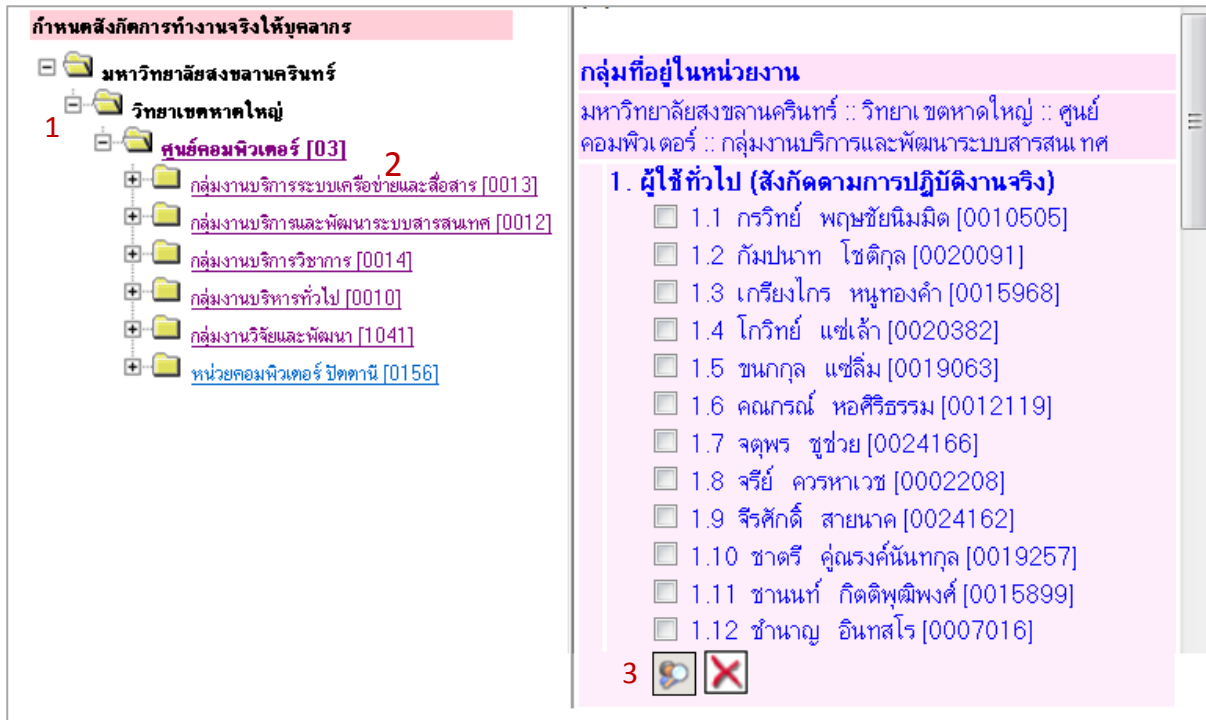 กำหนดสังกัดการทำงานจริงให้บุคลากร
มหาวิทยาลัยสงขลานครินทร์
วิทยาเขตหาดใหญ่
1
ศูนย์คอมพิวเตอร์ [03]
2
กลุ่มงานบริการระบบเครือข่ายและสื่อสาร [0013]
กลุ่มงานบริการและพัฒนาระบบสารสนเทศ [0012]
กลุ่มงานบริการวิชาการ [0014]
กลุ่มงานบริหารทั่วไป [0010]
กลุ่มงานวิจัยและพัฒนา [1041]
หน่วยคอมพิวเตอร์ ปัตตานี [0156]
กลุ่มที่อยู่ในหน่วยงาน
มหาวิทยาลัยสงขลานครินทร์ :: วิทยาเขตหาดใหญ่ :: ศูนย์
คอมพิวเตอร์ :: กลุ่มงานบริการและพัฒนาระบบสารสนเทศ
1. ผู้ใช้ทั่วไป (สังกัดตามการปฏิบัติงานจริง)
1.1 กรวิทย์ พฤษชัยนิมมิต [0010505]
1.2 กัมปนาท โชติกุล [0020091]
1.3 เกรียงไกร หนูทองคำ [0015968]
1.4 โกวิทย์ แซ่เล้า [0020382]
1.5 ขนกกุล แซ่ลิ่ม [0019063]
1.6 คณกรณ์ หอศิริธรรม [0012119]
1.7 จตุพร ชูช่วย [0024166]
1.8 จรีย์ ควรหาเวช [0002208]
1.9 จีรศักดิ์ สายนาค [0024162]
1.10 ชาตรี คู่ณรงค์นันทกุล [0019257]
1.11 ชานนท์ กิตติพุฒิพงศ์ [0015899]
1.12 ชำนาญ อินทสโร [0007016]
3